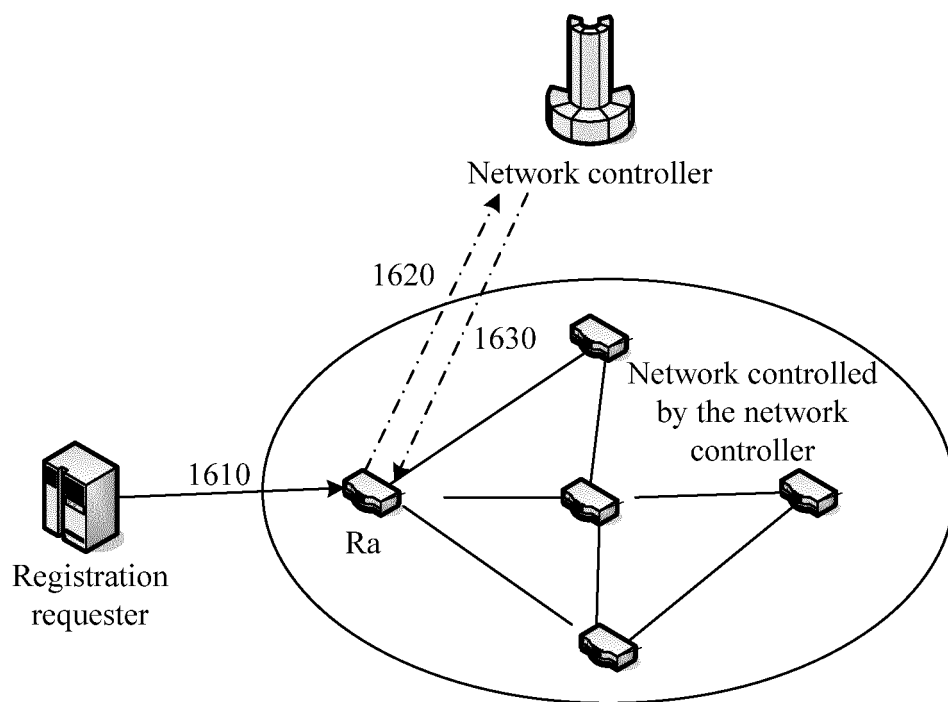 Network controller
1620
1630
Network controlled
by the network
controller
1610
Ra
Registration
requester